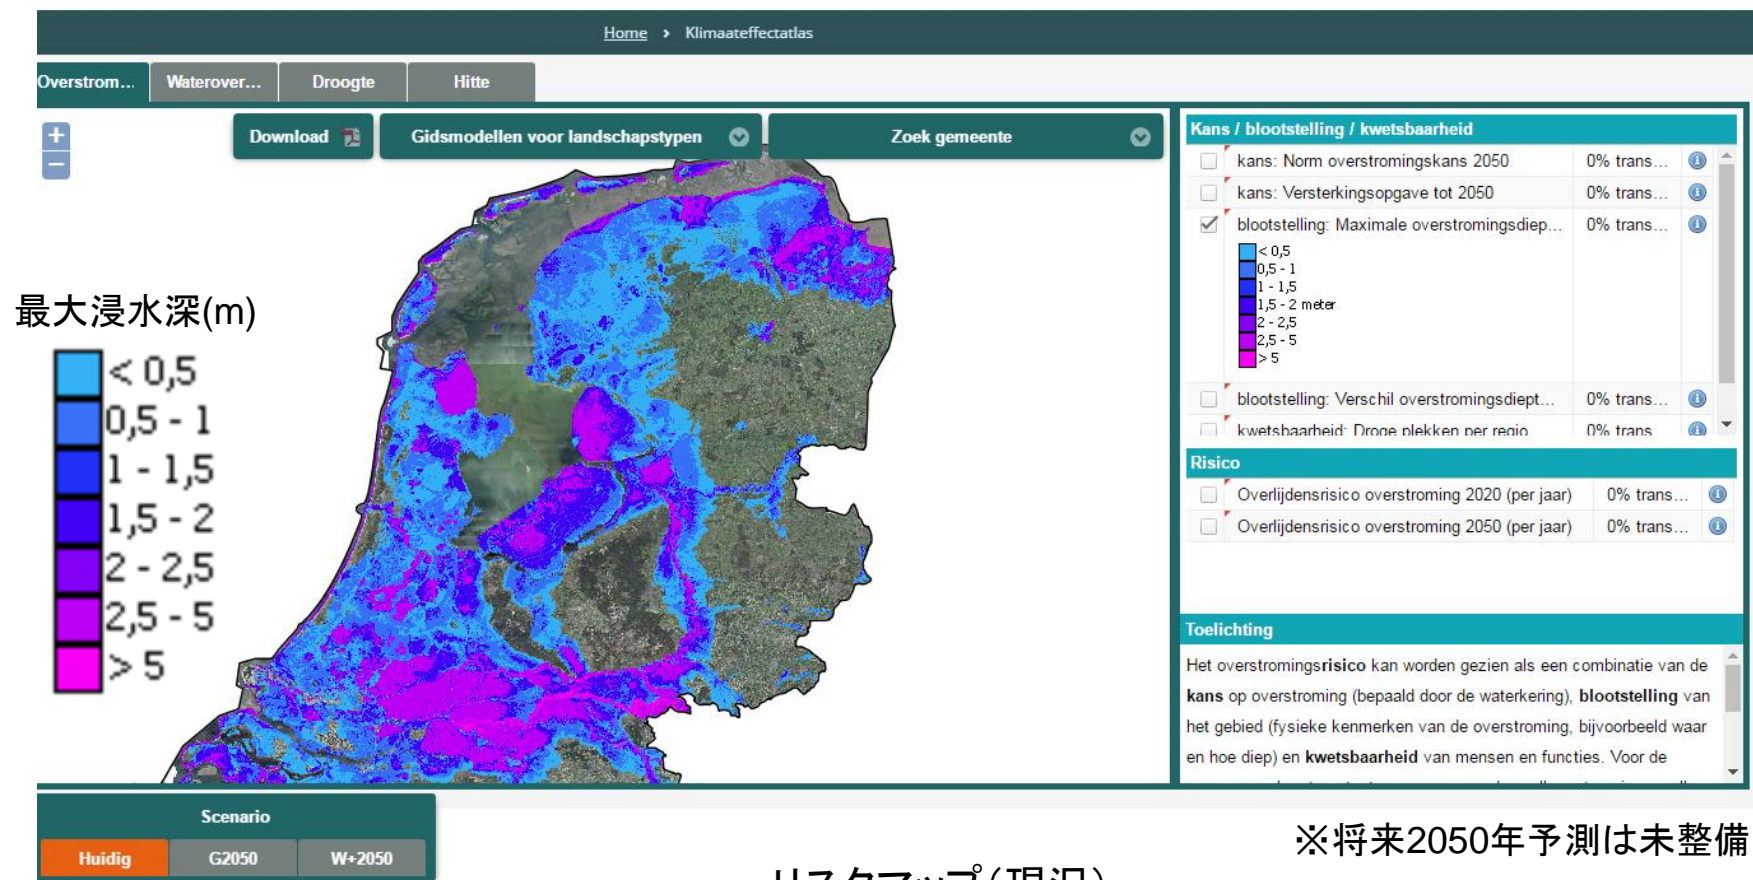 Home › Klimaateffectatlas
Overstrom...
Waterover...
Droogte
Hitte
Download
Gidsmodellen voor landschapstypen
Zoek gemeente
最大浸水深(m)
< 0,5
0,5 - 1
1 - 1,5
1,5 - 2
2 - 2,5
2,5 - 5
> 5
Kans / blootstelling / kwetsbaarheid
kans: Norm overstromingskans 2050 0% trans...
kans: Versterkingsopgave tot 2050 0% trans...
blootstelling: Maximale overstromingsdiep... 0% trans...
< 0,5
0,5 - 1
1 - 1,5
1,5 - 2 meter
2 - 2,5
2,5 - 5
> 5
blootstelling: Verschil overstromingsdiept... 0% trans...
kwetsbaarheid: Droge plekken per regio 0% trans
Risico
Overlijdensrisico overstroming 2020 (per jaar) 0% trans...
Overlijdensrisico overstroming 2050 (per jaar) 0% trans...
Toelichting
Het overstromingsrisico kan worden gezien als een combinatie van de
kans op overstroming (bepaald door de waterkering), blootstelling van
het gebied (fysieke kenmerken van de overstroming, bijvoorbeeld waar
en hoe diep) en kwetsbaarheid van mensen en functies. Voor de
Scenario
Huidig
G2050
W+2050
※将来2050年予測は未整備
リスクマップ(現況)